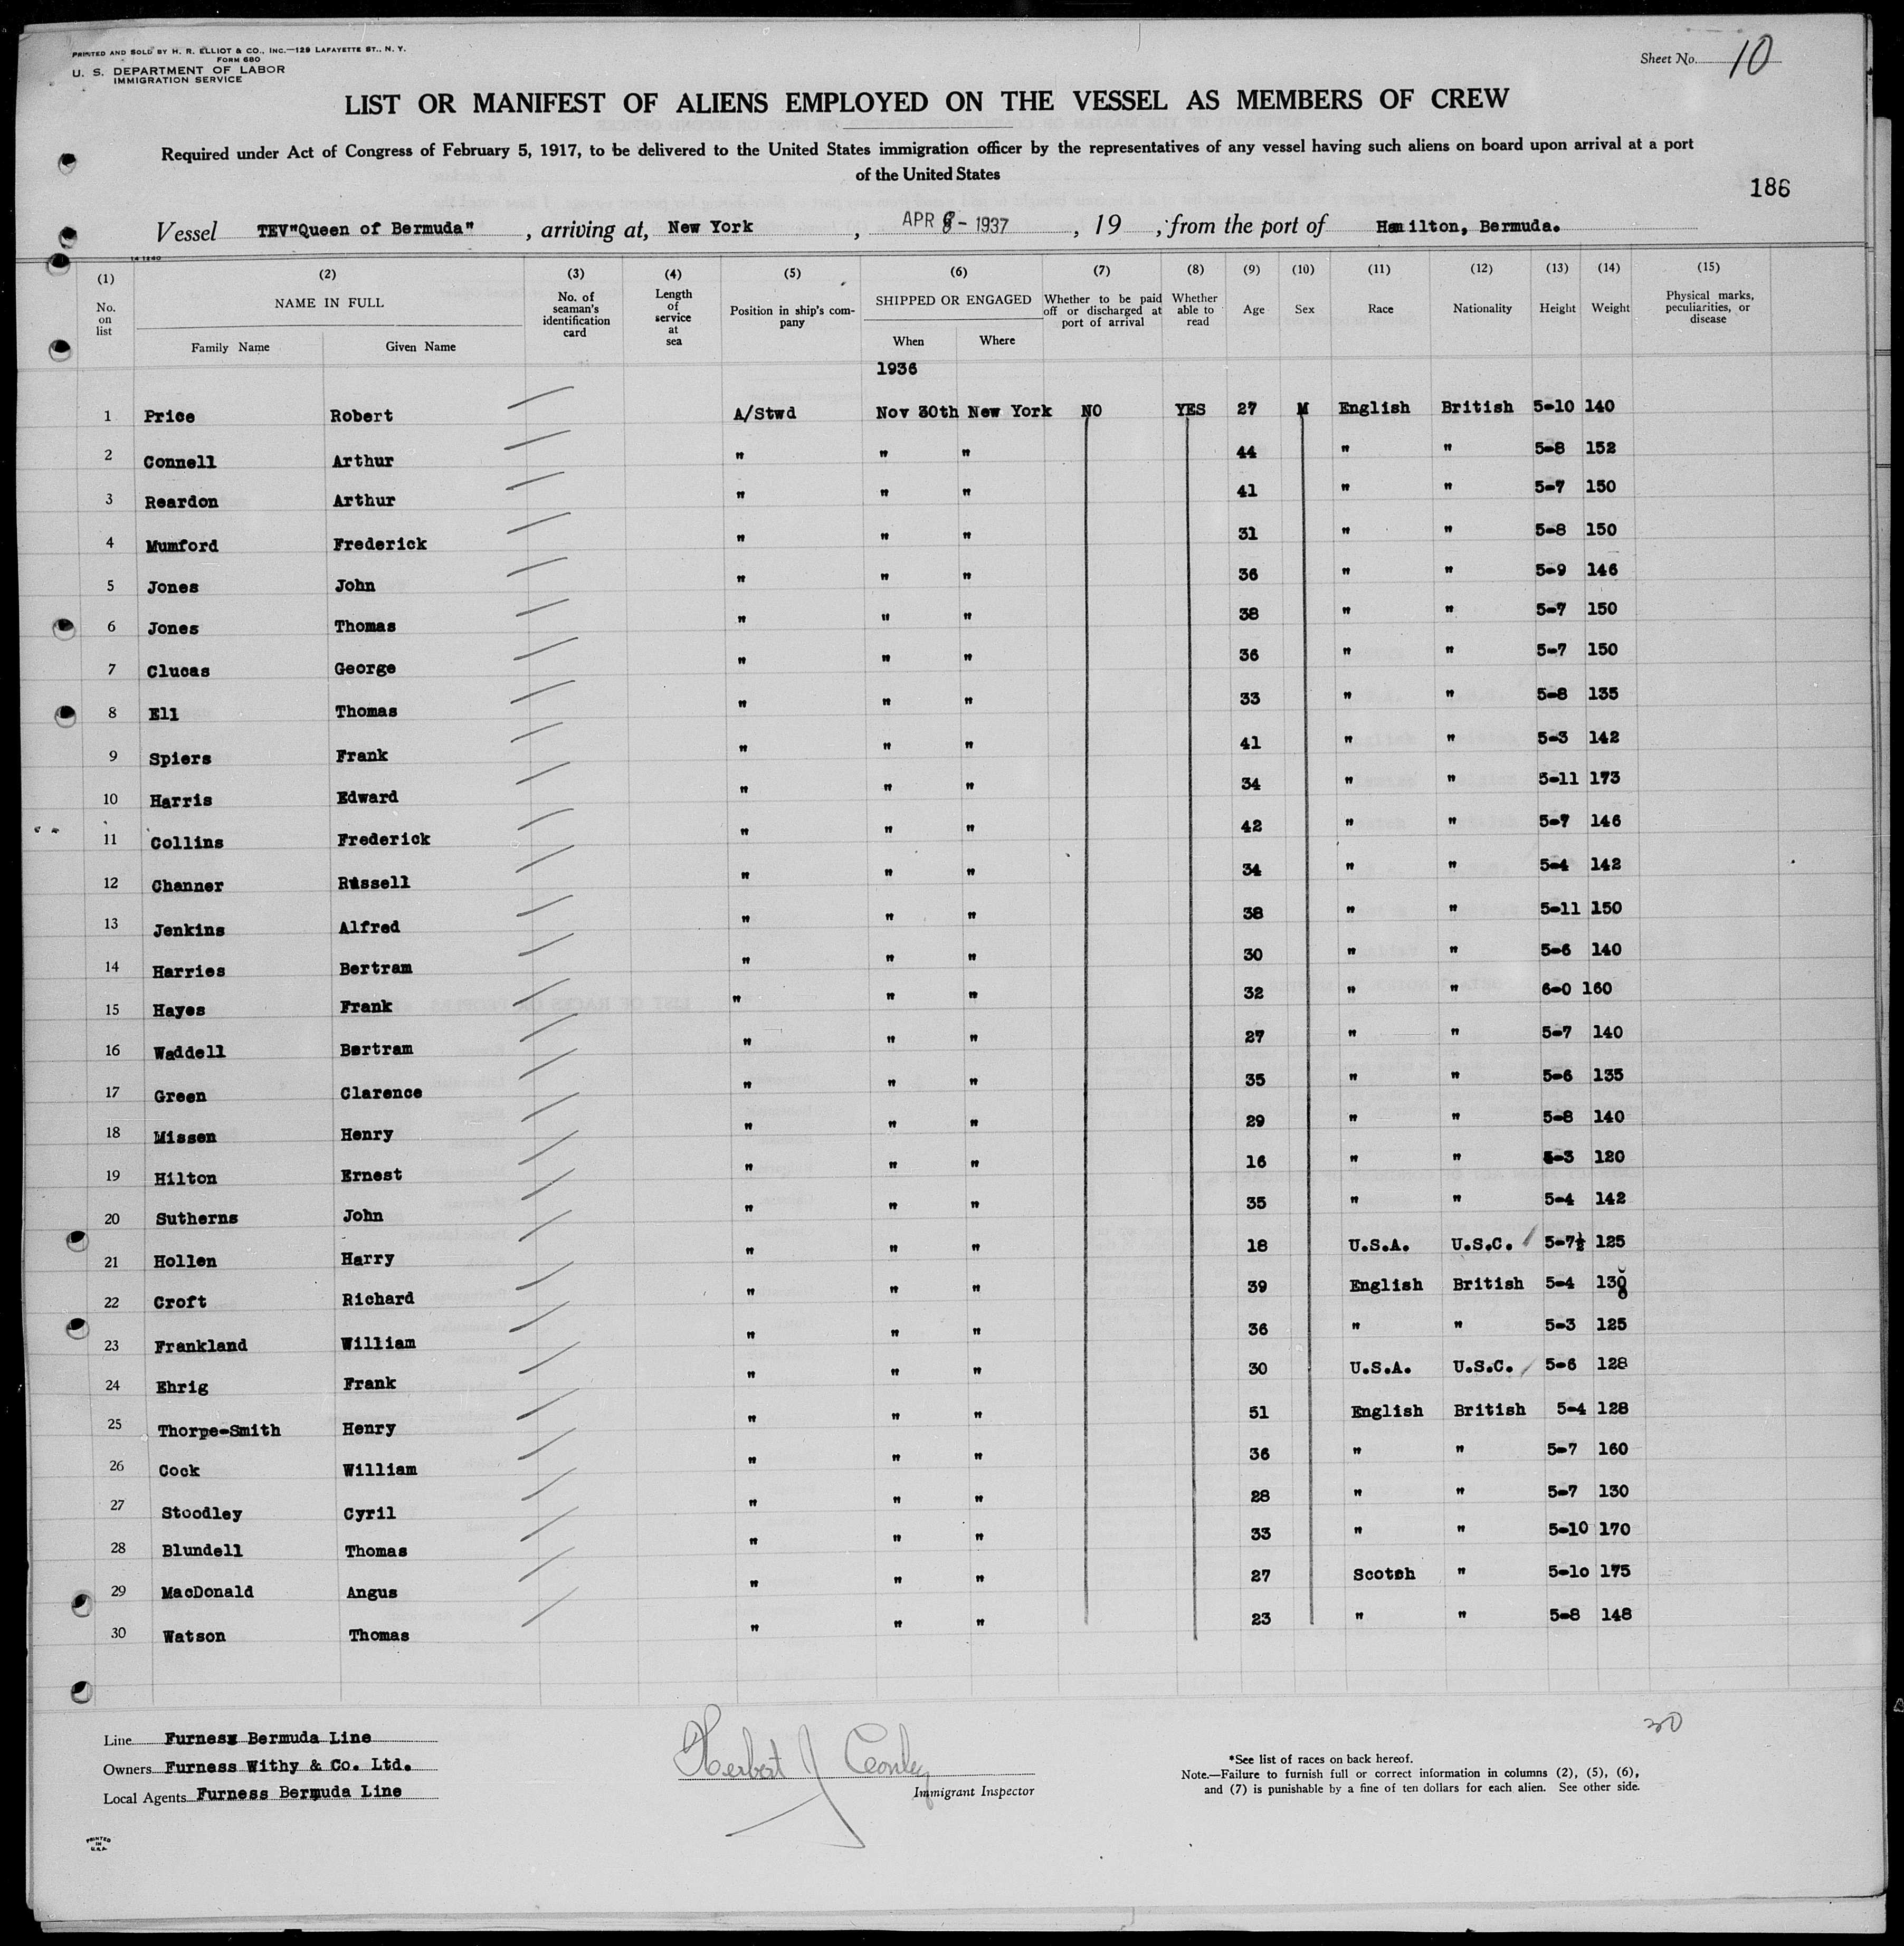 PRINTED AND SOLD BY H. R. ELLIOT & CO., INC.—129 LAFAYETTE ST., N. Y.
FORM 680
U. S. DEPARTMENT OF LABOR
IMMIGRATION SERVICE
Sheet No. 10
LIST OR MANIFEST OF ALIENS EMPLOYED ON THE VESSEL AS MEMBERS OF CREW
Required under Act of Congress of February 5, 1917, to be delivered to the United States immigration officer by the representatives of any vessel having such aliens on board upon arrival at a port
of the United States
186
Vessel TEV"Queen of Bermuda" , arriving at, New York , APR 8 - 1937 , 19 , from the port of Hamilton, Bermuda.
14 1240
(1) (2) (3) (4) (5) (6) (7) (8) (9) (10) (11) (12) (13) (14) (15)
No. on list NAME IN FULL No. of seaman's identification card Length of service at sea Position in ship's company SHIPPED OR ENGAGED Whether to be paid off or discharged at port of arrival Whether able to read Age Sex Race Nationality Height Weight Physical marks, peculiarities, or disease
Family Name Given Name When Where
1936
1 Price Robert A/Stwd Nov 30th New York NO YES 27 M English British 5-10 140
2 Connell Arthur " " " 44 " " 5-8 152
3 Reardon Arthur " " " 41 " " 5-7 150
4 Mumford Frederick " " " 31 " " 5-8 150
5 Jones John " " " 36 " " 5-9 146
6 Jones Thomas " " " 38 " " 5-7 150
7 Clucas George " " " 36 " " 5-7 150
8 Ell Thomas " " " 33 " " 5-8 135
9 Spiers Frank " " " 41 " " 5-3 142
10 Harris Edward " " " 34 " " 5-11 173
11 Collins Frederick " " " 42 " " 5-7 146
12 Channer Russell " " " 34 " " 5-4 142
13 Jenkins Alfred " " " 38 " " 5-11 150
14 Harries Bertram " " " 30 " " 5-6 140
15 Hayes Frank " " " 32 " " 6-0 160
16 Waddell Bertram " " " 27 " " 5-7 140
17 Green Clarence " " " 35 " " 5-6 135
18 Missen Henry " " " 29 " " 5-8 140
19 Hilton Ernest " " " 16 " " 5-3 120
20 Sutherns John " " " 35 " " 5-4 142
21 Hollen Harry " " " 18 U.S.A. U.S.C. 5-7½ 125
22 Croft Richard " " " 39 English British 5-4 130
23 Frankland William " " " 36 " " 5-3 125
24 Ehrig Frank " " " 30 U.S.A. U.S.C. 5-6 128
25 Thorpe-Smith Henry " " " 51 English British 5-4 128
26 Cock William " " " 36 " " 5-7 160
27 Stoodley Cyril " " " 28 " " 5-7 130
28 Blundell Thomas " " " 33 " " 5-10 170
29 MacDonald Angus " " " 27 Scotch " 5-10 175
30 Watson Thomas " " " 23 " " 5-8 148
30
Line Furness Bermuda Line
Owners Furness Withy & Co. Ltd.
Local Agents Furness Bermuda Line
Herbert J Conley
Immigrant Inspector
*See list of races on back hereof.
Note.—Failure to furnish full or correct information in columns (2), (5), (6),
and (7) is punishable by a fine of ten dollars for each alien. See other side.
PRINTED
IN
U.S.A.